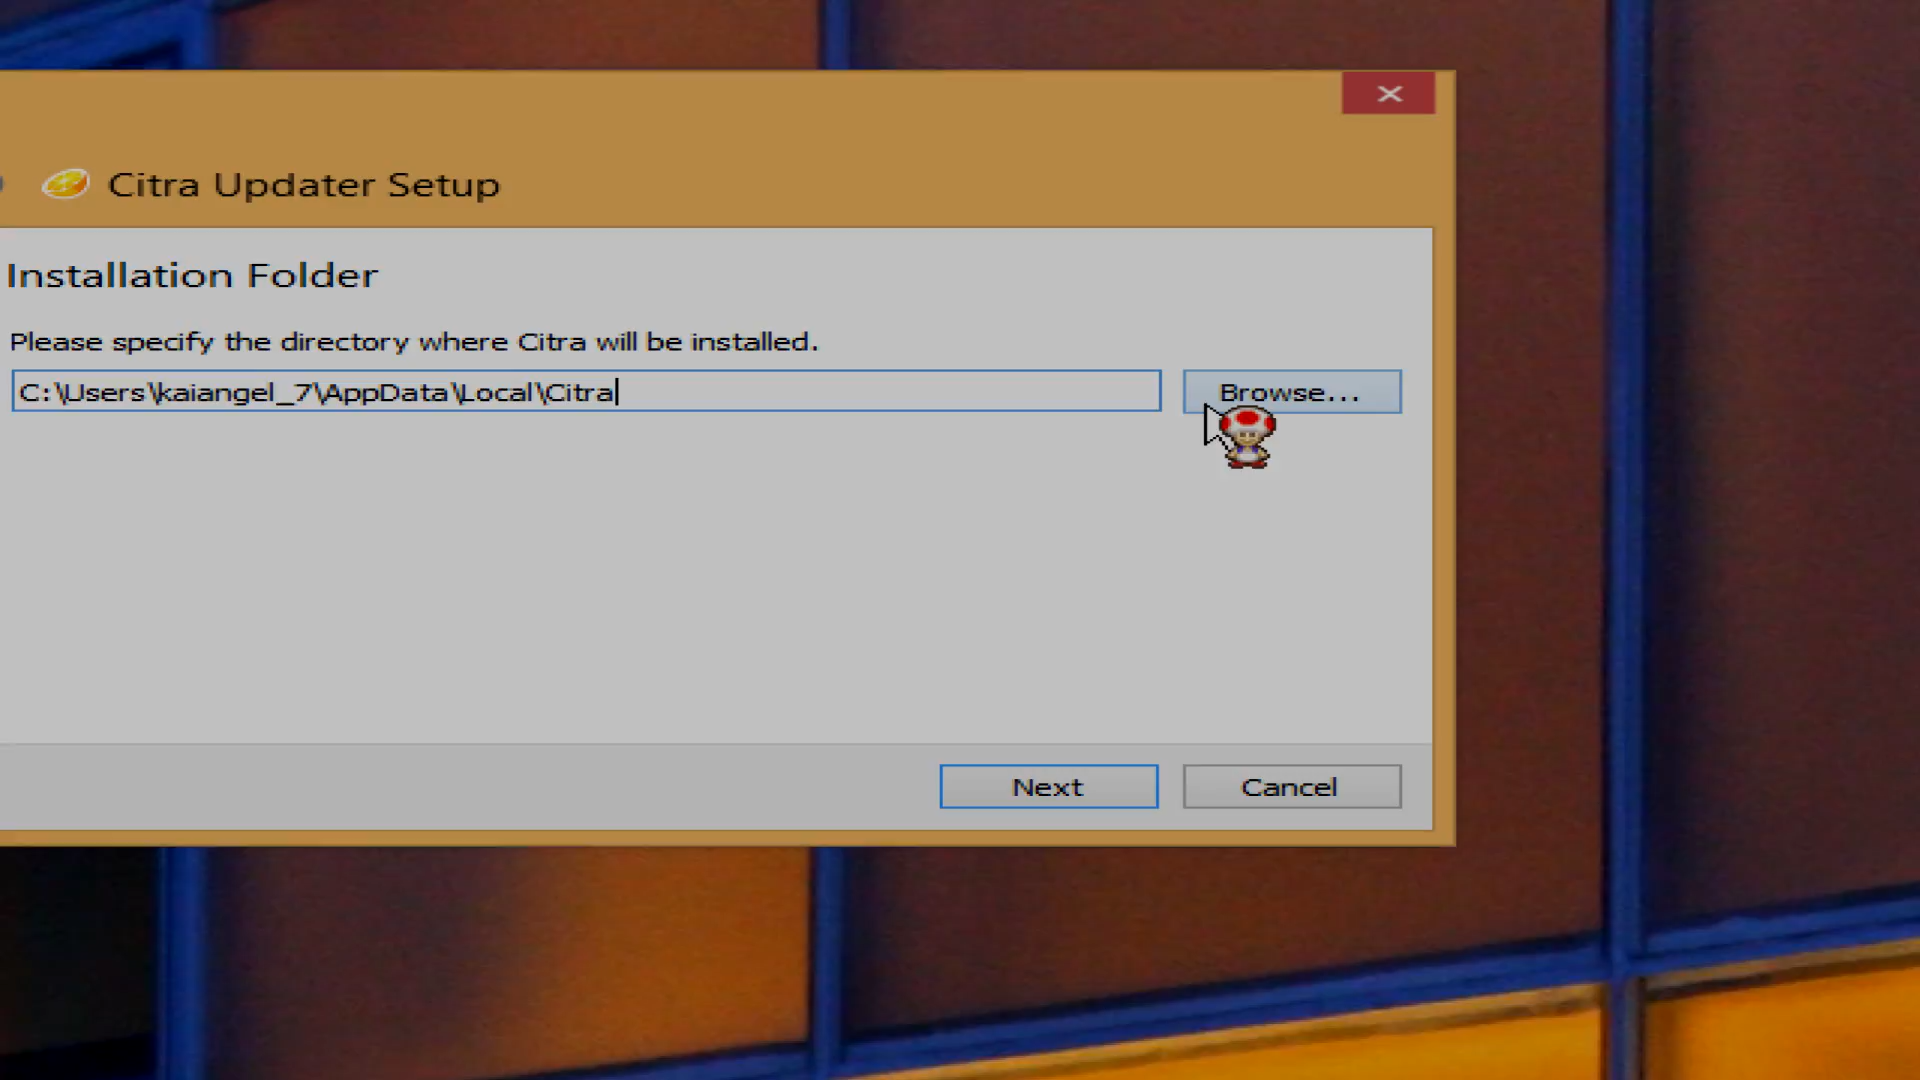 Citra Updater Setup
Installation Folder
Please specify the directory where Citra will be installed.
C:\Users\kaiangel_7\AppData\Local\Citra
Browse...
Next
Cancel